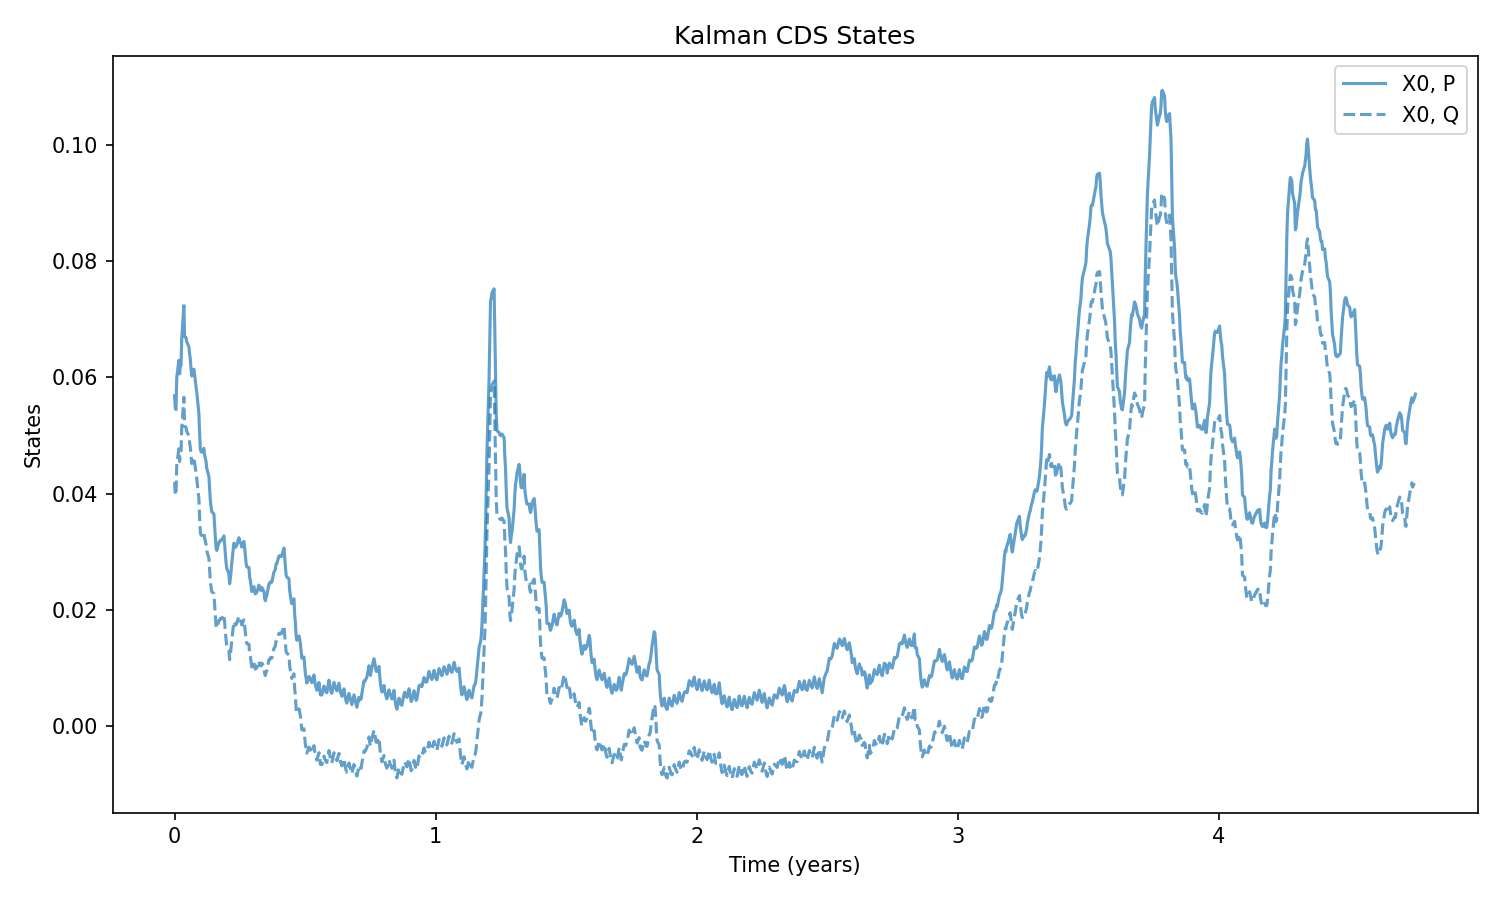 Kalman CDS States
X0, P
X0, Q
States
0.10
0.08
0.06
0.04
0.02
0.00
0
1
2
3
4
Time (years)